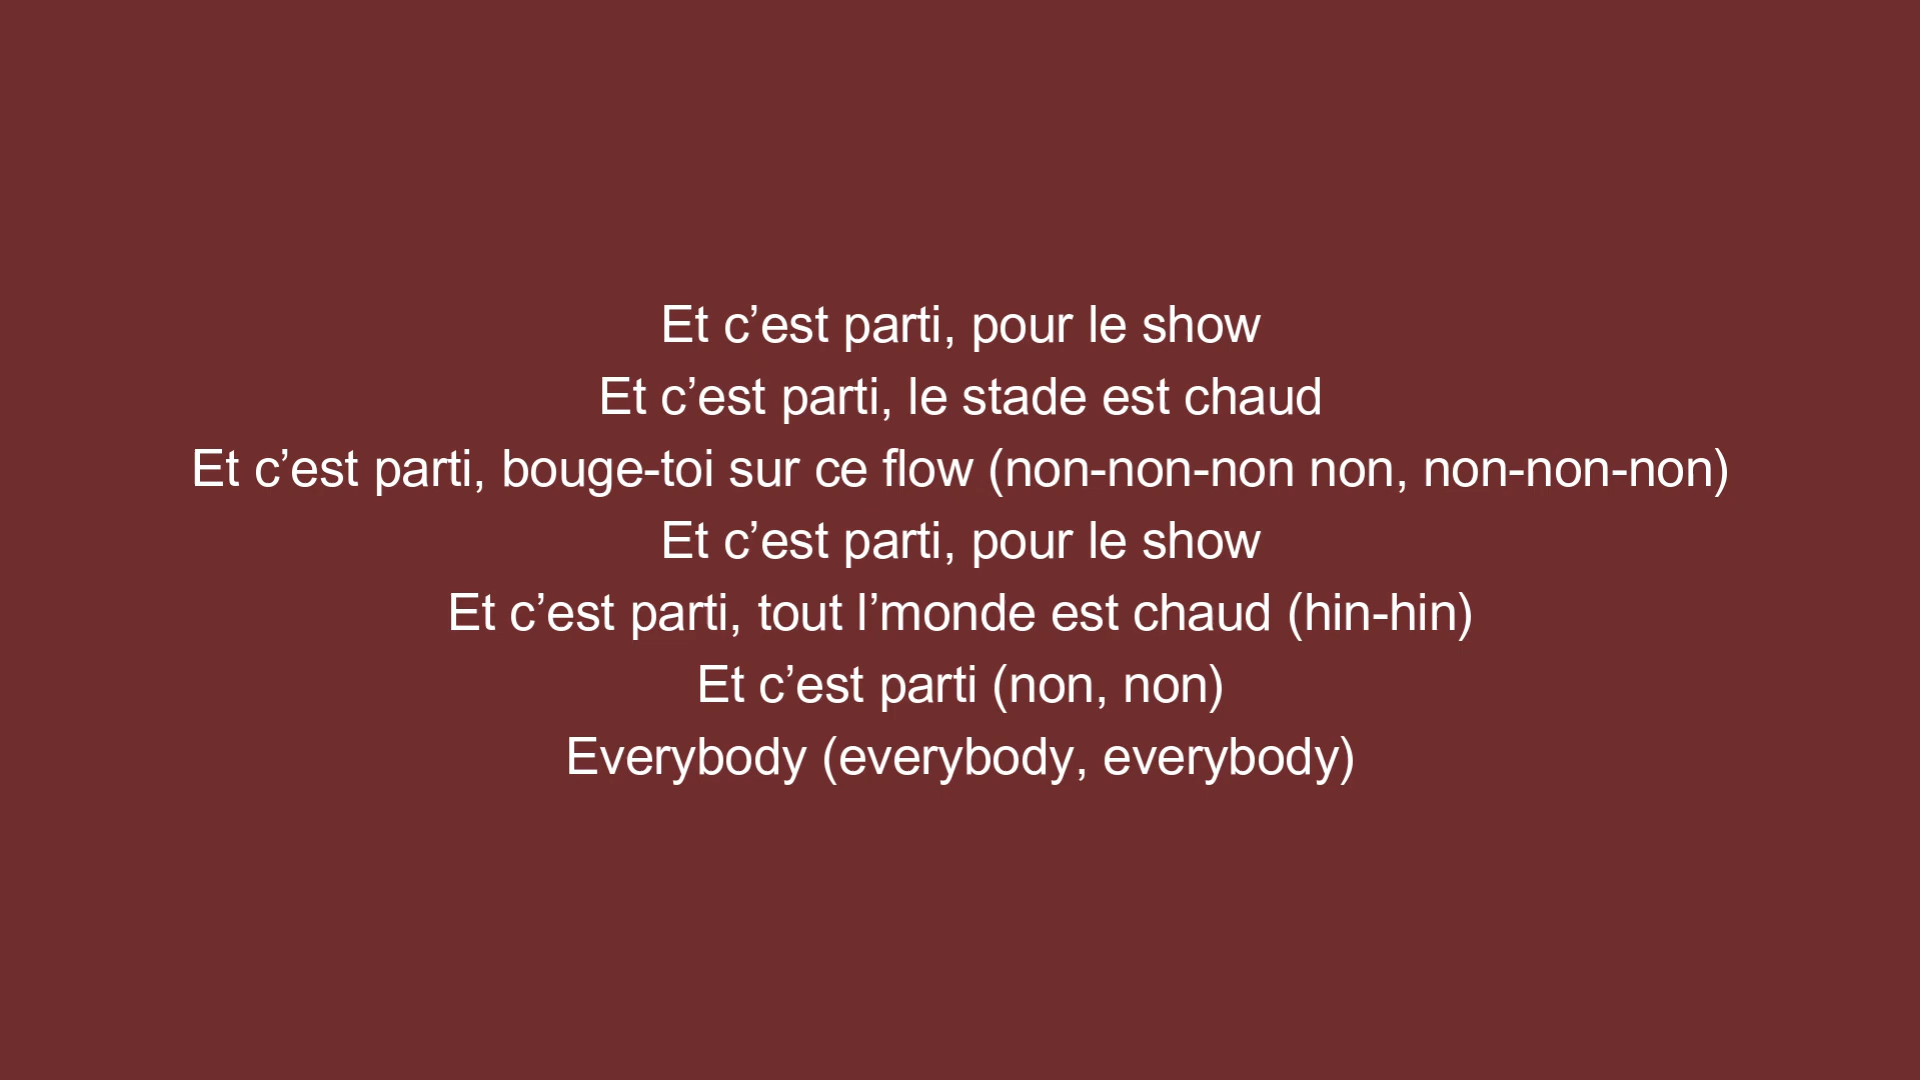 Et c’est parti, pour le show
Et c’est parti, le stade est chaud
Et c’est parti, bouge-toi sur ce flow (non-non-non non, non-non-non)
Et c’est parti, pour le show
Et c’est parti, tout l’monde est chaud (hin-hin)
Et c’est parti (non, non)
Everybody (everybody, everybody)